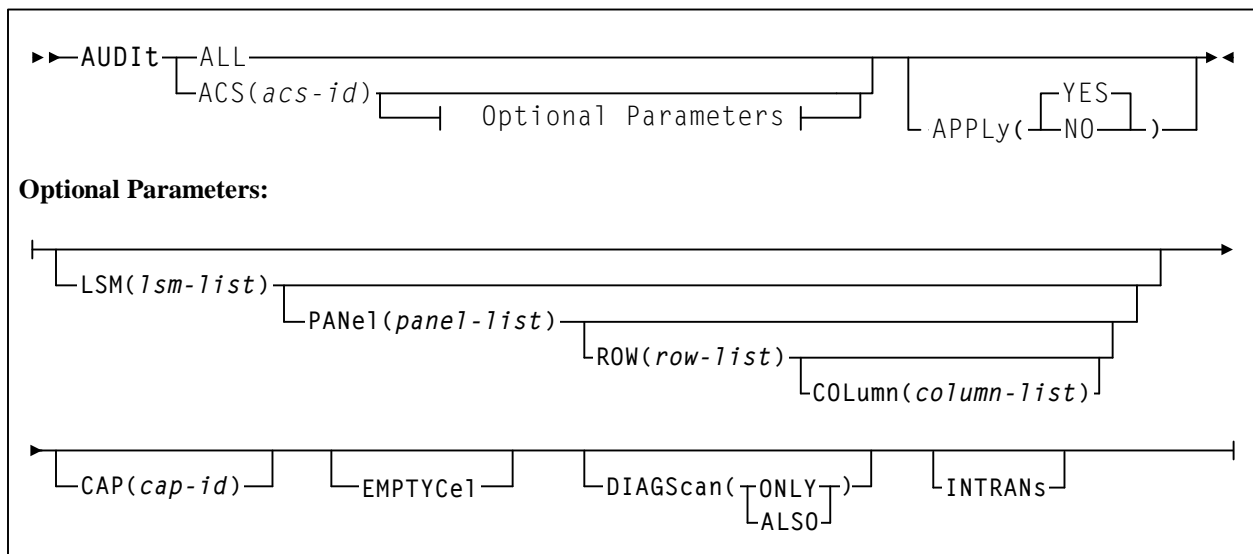 AUDIt ALL
ACS(acs-id)
Optional Parameters
YES
APPLy( NO )
Optional Parameters:
LSM(lsm-list)
PANel(panel-list)
ROW(row-list)
COLumn(column-list)
CAP(cap-id) EMPTYCel DIAGScan( ONLY ) INTRANs
ALSO